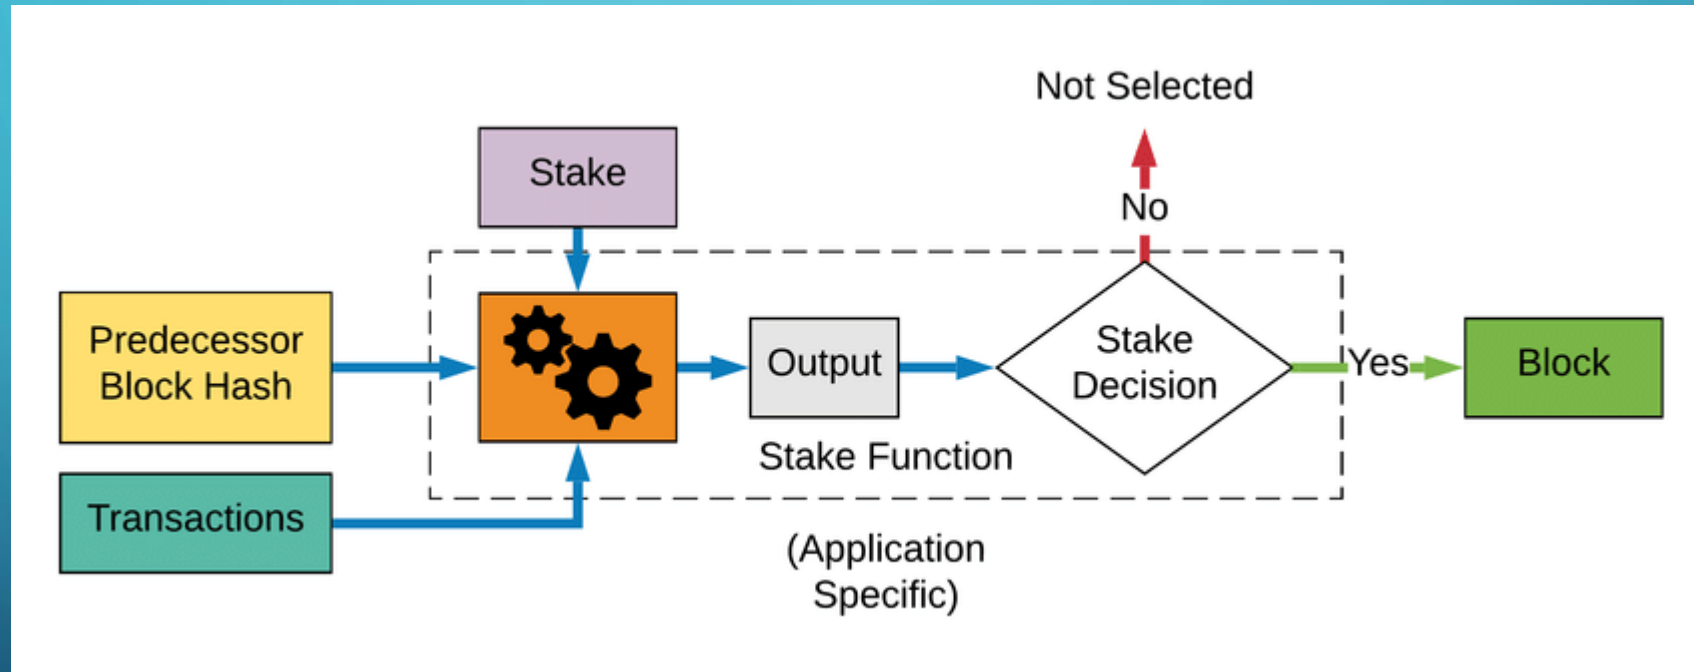 Not Selected
Stake
No
Predecessor
Block Hash
Output
Stake
Decision
Yes
Block
Stake Function
Transactions
(Application
Specific)